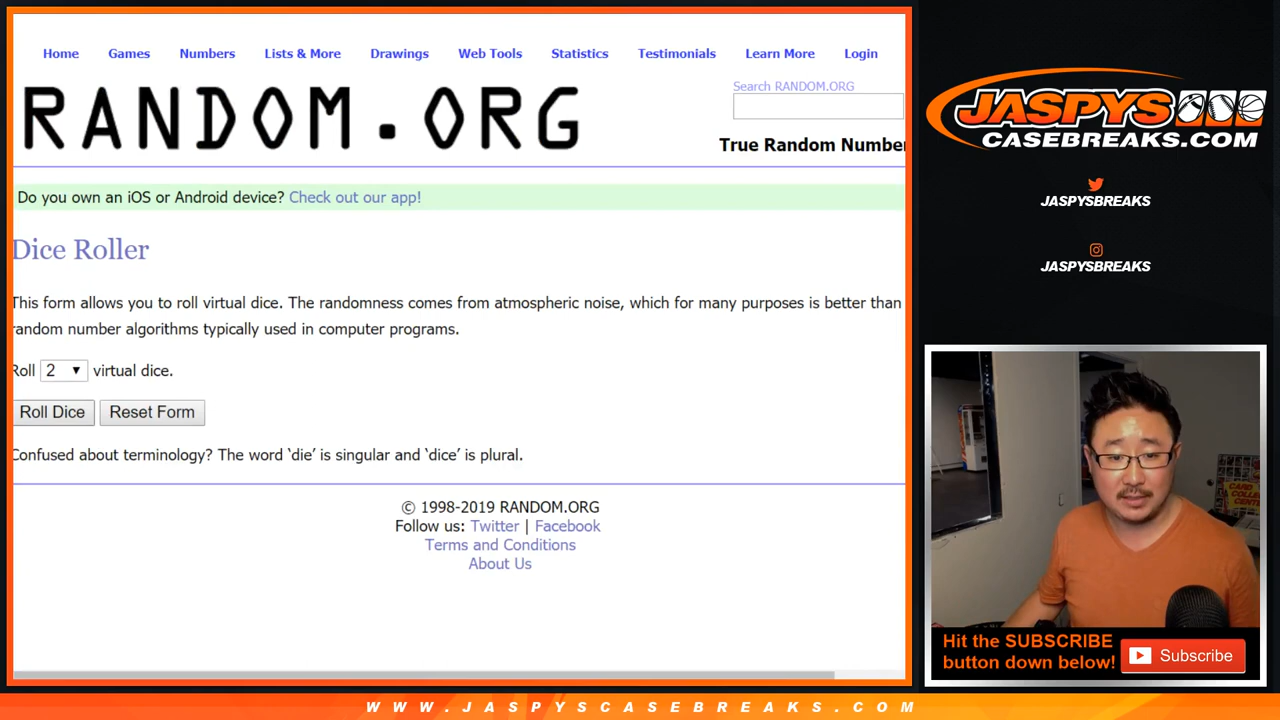 Home Games Numbers Lists & More Drawings Web Tools Statistics Testimonials Learn More Login
RANDOM.ORG
Search RANDOM.ORG
True Random Number
Do you own an iOS or Android device? Check out our app!
Dice Roller
This form allows you to roll virtual dice. The randomness comes from atmospheric noise, which for many purposes is better than
random number algorithms typically used in computer programs.
Roll 2 virtual dice.
Roll Dice Reset Form
Confused about terminology? The word ‘die’ is singular and ‘dice’ is plural.
© 1998-2019 RANDOM.ORG
Follow us: Twitter | Facebook
Terms and Conditions
About Us
JASPYS
CASEBREAKS.COM
JASPYSBREAKS
JASPYSBREAKS
CARD
COLLECTOR
CENTER
Hit the SUBSCRIBE
button down below!
Subscribe
WWW.JASPYSCASEBREAKS.COM